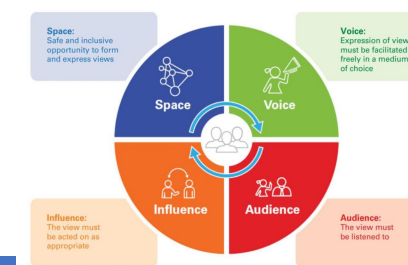 Space:
Safe and inclusive
opportunity to form
and express views
Voice:
Expression of view
must be facilitated
freely in a medium
of choice
Space
Voice
Influence
Audience
Influence:
The view must
be acted on as
appropriate
Audience:
The view must
be listened to